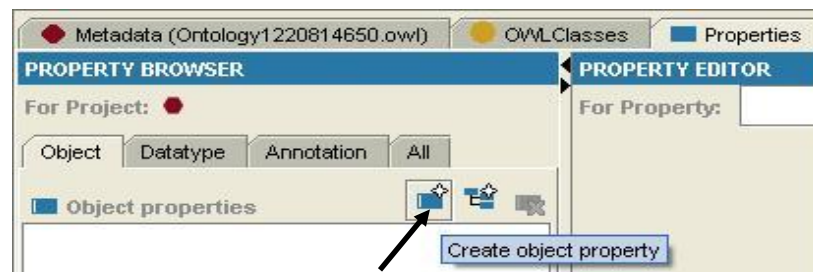 Metadata (Ontology1220814650.owl) OWLClasses Properties
PROPERTY BROWSER PROPERTY EDITOR
For Project: For Property:
Object Datatype Annotation All
Object properties
Create object property